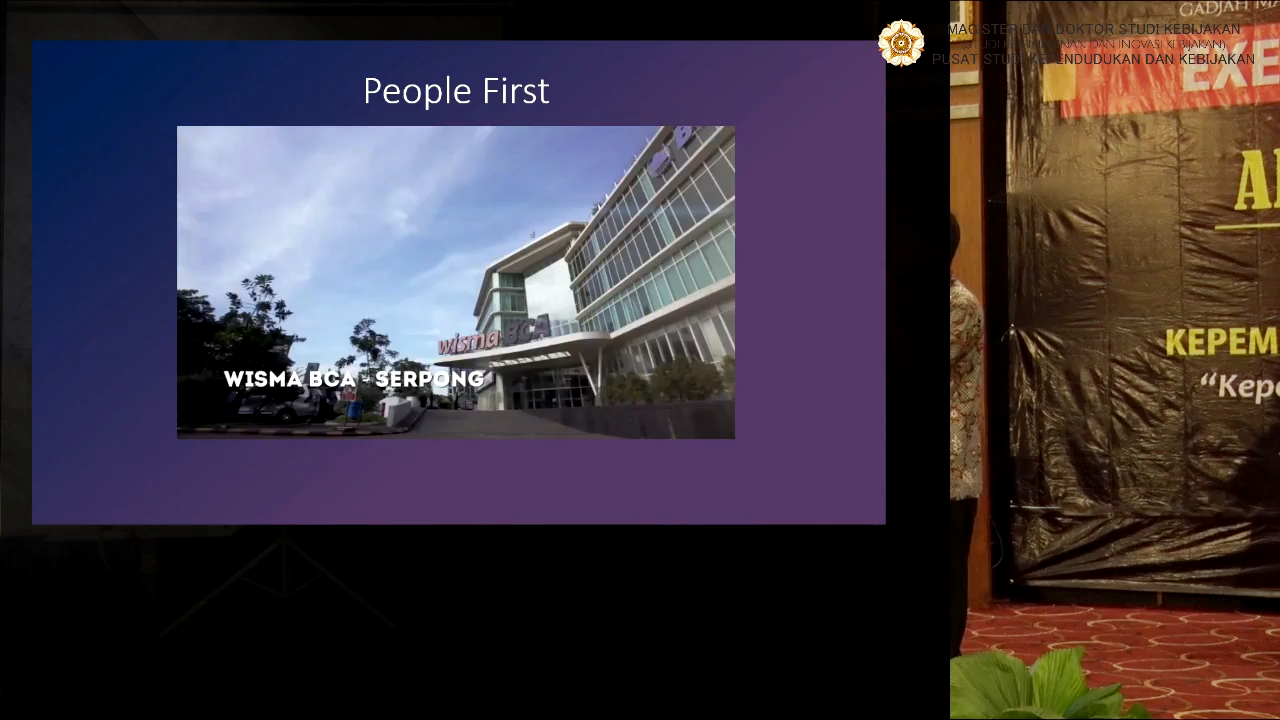 People First
wisma BCA
WISMA BCA - SERPONG
MAGISTER DAN DOKTOR STUDI KEBIJAKAN
PUSAT STUDI KEPENDUDUKAN DAN KEBIJAKAN
GADJAH MA
EXE
KEPEM
“Kepe